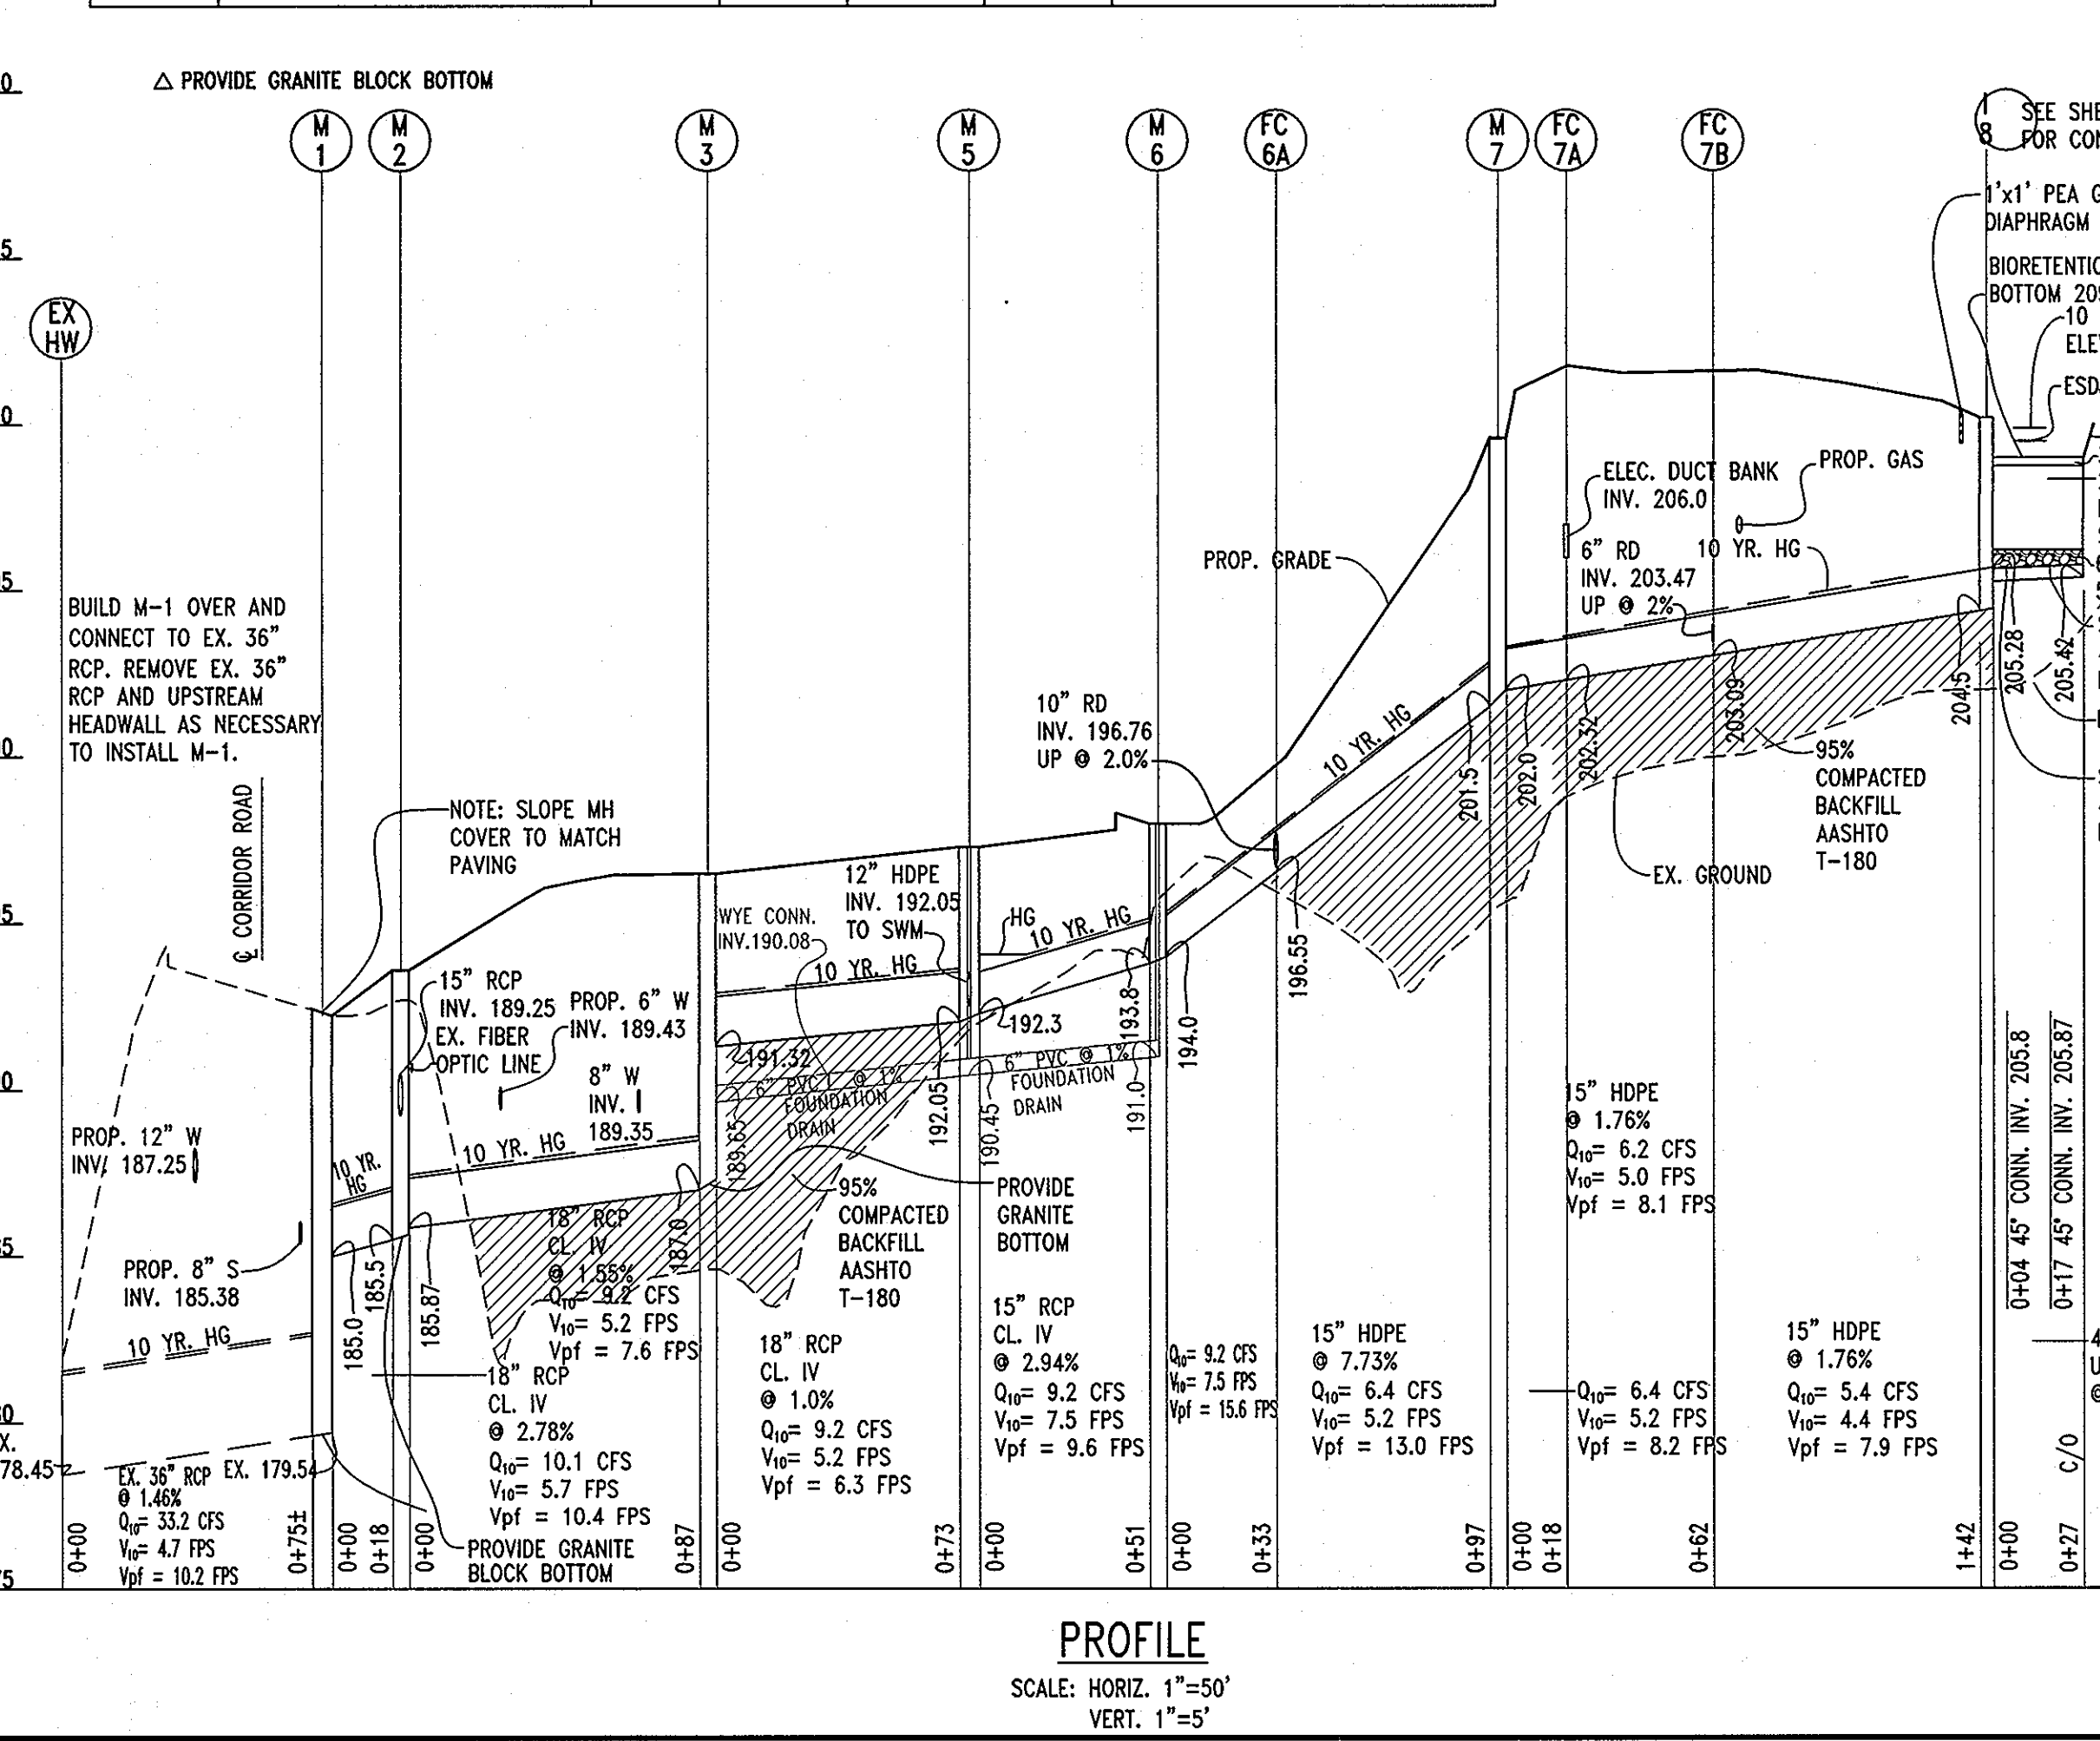 △ PROVIDE GRANITE BLOCK BOTTOM
EX
HW
M
1
M
2
M
3
M
5
M
6
FC
6A
M
7
FC
7A
FC
7B
I
8
SEE SHE
FOR CON
1'x1' PEA G
DIAPHRAGM
BIORETENTIO
BOTTOM 209
10
ELE
ESD
0
5
0
5
0
5
0
5
80
X.
78.45
75
BUILD M-1 OVER AND
CONNECT TO EX. 36"
RCP. REMOVE EX. 36"
RCP AND UPSTREAM
HEADWALL AS NECESSARY
TO INSTALL M-1.
℄ CORRIDOR ROAD
NOTE: SLOPE MH
COVER TO MATCH
PAVING
15" RCP
INV. 189.25
EX. FIBER
OPTIC LINE
PROP. 6" W
INV. 189.43
8" W
INV.
189.35
PROP. 12" W
INV. 187.25
PROP. 8" S
INV. 185.38
10 YR. HG
10 YR.
HG
10 YR. HG
WYE CONN.
INV.190.08
12" HDPE
INV. 192.05
TO SWM
10 YR. HG
HG
10 YR. HG
10" RD
INV. 196.76
UP @ 2.0%
10 YR. HG
PROP. GRADE
ELEC. DUCT BANK
INV. 206.0
PROP. GAS
6" RD
INV. 203.47
UP @ 2%
10 YR. HG
95%
COMPACTED
BACKFILL
AASHTO
T-180
EX. GROUND
191.32
6" PVC @ 1%
FOUNDATION
DRAIN
189.65
192.05
190.45
192.3
6" PVC @ 1%
FOUNDATION
DRAIN
193.8
191.0
194.0
196.55
201.5
202.0
202.32
203.09
204.5
205.28
205.42
185.0
185.5
185.87
187.0
95%
COMPACTED
BACKFILL
AASHTO
T-180
PROVIDE
GRANITE
BOTTOM
0+04 45° CONN. INV. 205.8
0+17 45° CONN. INV. 205.87
C/O
EX. 36" RCP
@ 1.46%
Q10= 33.2 CFS
V10= 4.7 FPS
Vpf = 10.2 FPS
EX. 179.54
18" RCP
CL. IV
@ 2.78%
Q10= 10.1 CFS
V10= 5.7 FPS
Vpf = 10.4 FPS
PROVIDE GRANITE
BLOCK BOTTOM
18" RCP
CL. IV
@ 1.55%
Q10= 9.2 CFS
V10= 5.2 FPS
Vpf = 7.6 FPS
18" RCP
CL. IV
@ 1.0%
Q10= 9.2 CFS
V10= 5.2 FPS
Vpf = 6.3 FPS
15" RCP
CL. IV
@ 2.94%
Q10= 9.2 CFS
V10= 7.5 FPS
Vpf = 9.6 FPS
Q10= 9.2 CFS
V10= 7.5 FPS
Vpf = 15.6 FPS
15" HDPE
@ 7.73%
Q10= 6.4 CFS
V10= 5.2 FPS
Vpf = 13.0 FPS
15" HDPE
@ 1.76%
Q10= 6.2 CFS
V10= 5.0 FPS
Vpf = 8.1 FPS
Q10= 6.4 CFS
V10= 5.2 FPS
Vpf = 8.2 FPS
15" HDPE
@ 1.76%
Q10= 5.4 CFS
V10= 4.4 FPS
Vpf = 7.9 FPS
0+00
0+75±
0+00
0+18
0+00
0+87
0+00
0+73
0+00
0+51
0+00
0+33
0+97
0+00
0+18
0+62
1+42
0+00
0+27
PROFILE
SCALE: HORIZ. 1"=50'
VERT. 1"=5'